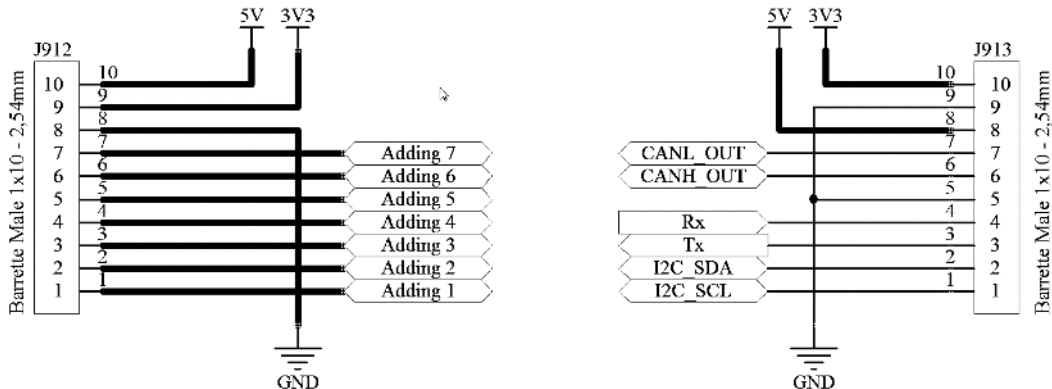 5V 3V3
J912
Barrette Male 1x10 - 2,54mm
10 10
9 9
8 8
7 7 Adding 7
6 6 Adding 6
5 5 Adding 5
4 4 Adding 4
3 3 Adding 3
2 2 Adding 2
1 1 Adding 1
GND
5V 3V3
J913
10 10
9 9
8 8
CANL_OUT 7 7
CANH_OUT 6 6
5 5
Rx 4 4
Tx 3 3
I2C_SDA 2 2
I2C_SCL 1 1
Barrette Male 1x10 - 2,54mm
GND